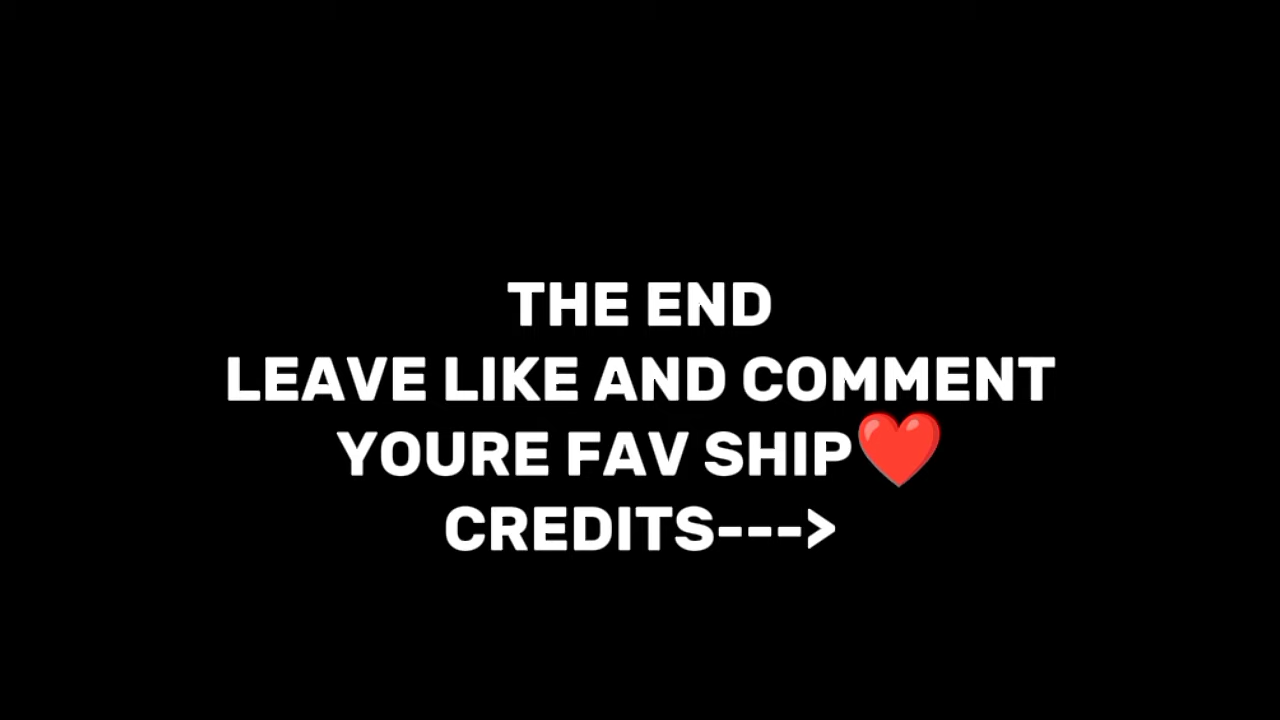 THE END
LEAVE LIKE AND COMMENT
YOURE FAV SHIP❤️
CREDITS--->